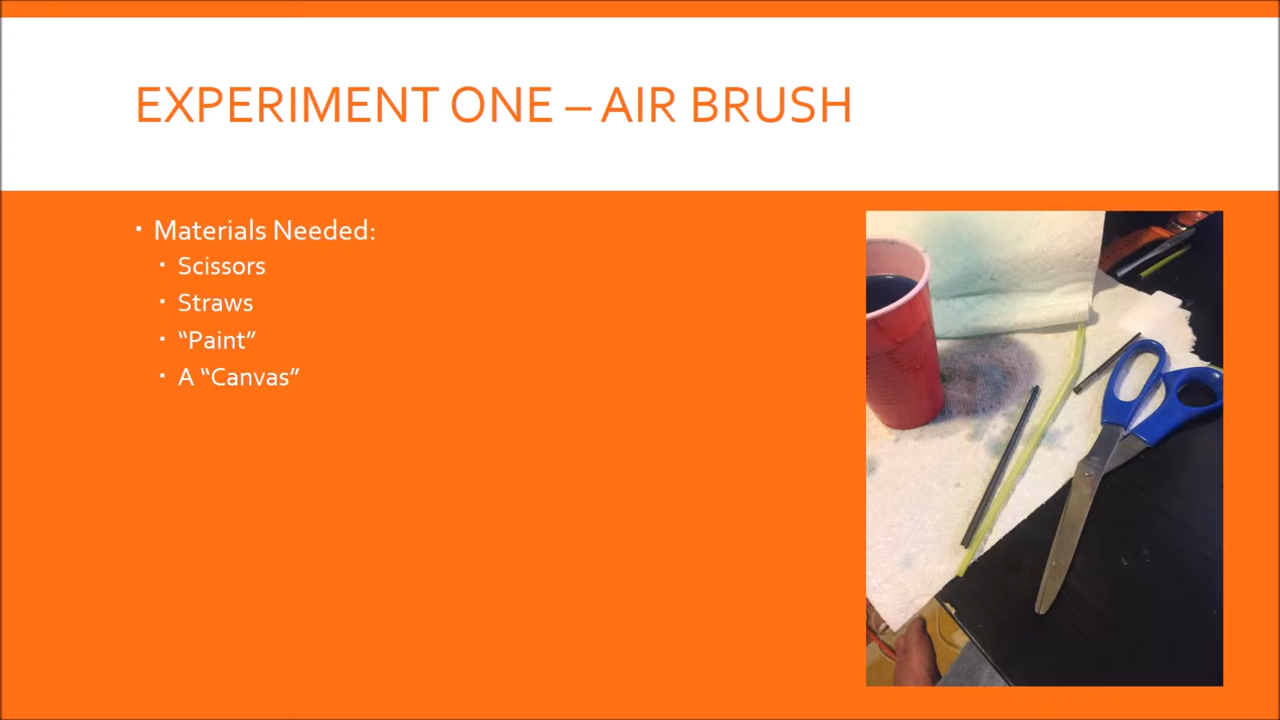 EXPERIMENT ONE – AIR BRUSH
▪ Materials Needed:
▪ Scissors
▪ Straws
▪ “Paint”
▪ A “Canvas”